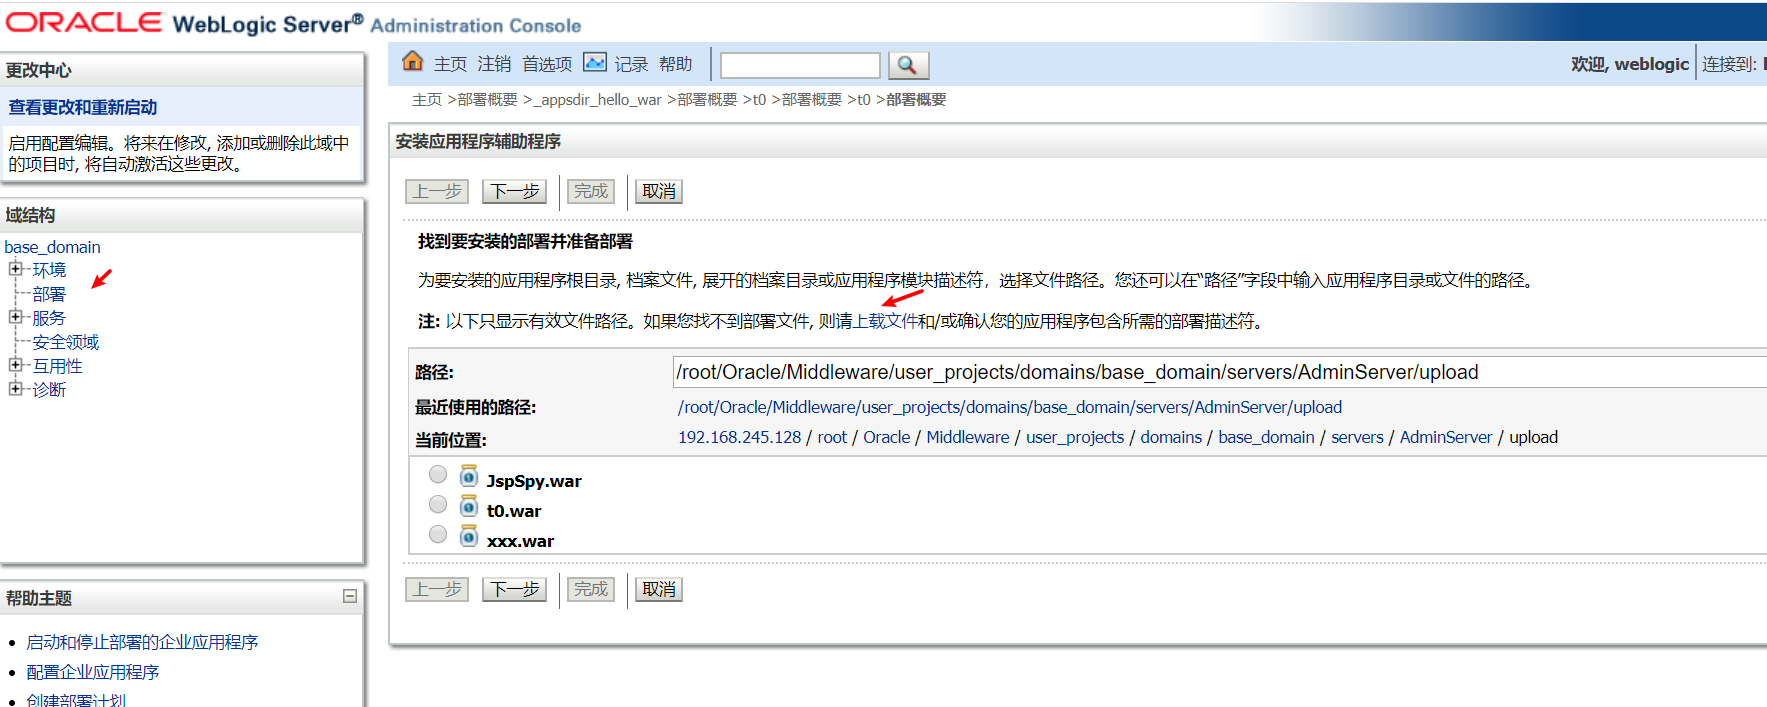 ORACLE WebLogic Server® Administration Console
更改中心
查看更改和重新启动
启用配置编辑。将来在修改, 添加或删除此域中
的项目时, 将自动激活这些更改。
域结构
base_domain
环境
部署
服务
安全领域
互用性
诊断
帮助主题
启动和停止部署的企业应用程序
配置企业应用程序
创建部署计划
主页 注销 首选项 记录 帮助
欢迎, weblogic 连接到:
主页 >部署概要 >_appsdir_hello_war >部署概要 >t0 >部署概要 >t0 >部署概要
安装应用程序辅助程序
上一步 下一步 完成 取消
找到要安装的部署并准备部署
为要安装的应用程序根目录, 档案文件, 展开的档案目录或应用程序模块描述符，选择文件路径。您还可以在“路径”字段中输入应用程序目录或文件的路径。
注: 以下只显示有效文件路径。如果您找不到部署文件, 则请上载文件和/或确认您的应用程序包含所需的部署描述符。
路径: /root/Oracle/Middleware/user_projects/domains/base_domain/servers/AdminServer/upload
最近使用的路径: /root/Oracle/Middleware/user_projects/domains/base_domain/servers/AdminServer/upload
当前位置: 192.168.245.128 / root / Oracle / Middleware / user_projects / domains / base_domain / servers / AdminServer / upload
JspSpy.war
t0.war
xxx.war
上一步 下一步 完成 取消